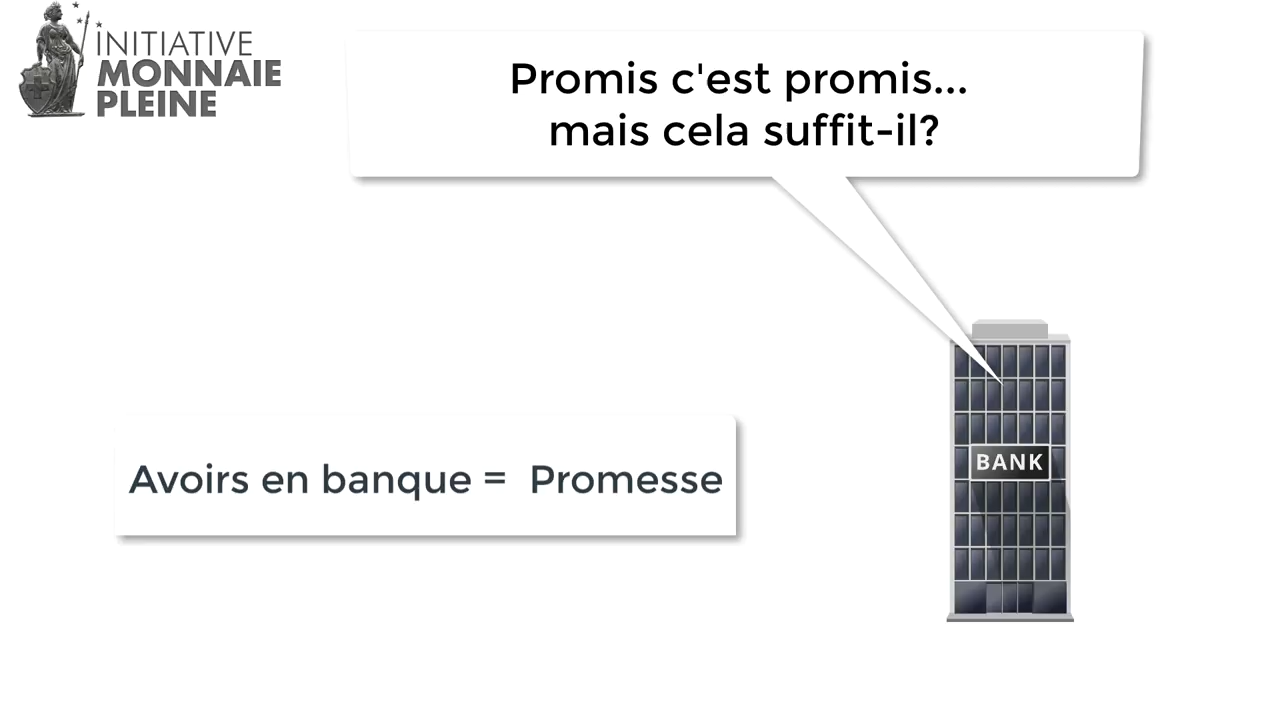 INITIATIVE
MONNAIE
PLEINE
Promis c'est promis...
mais cela suffit-il?
Avoirs en banque = Promesse
BANK